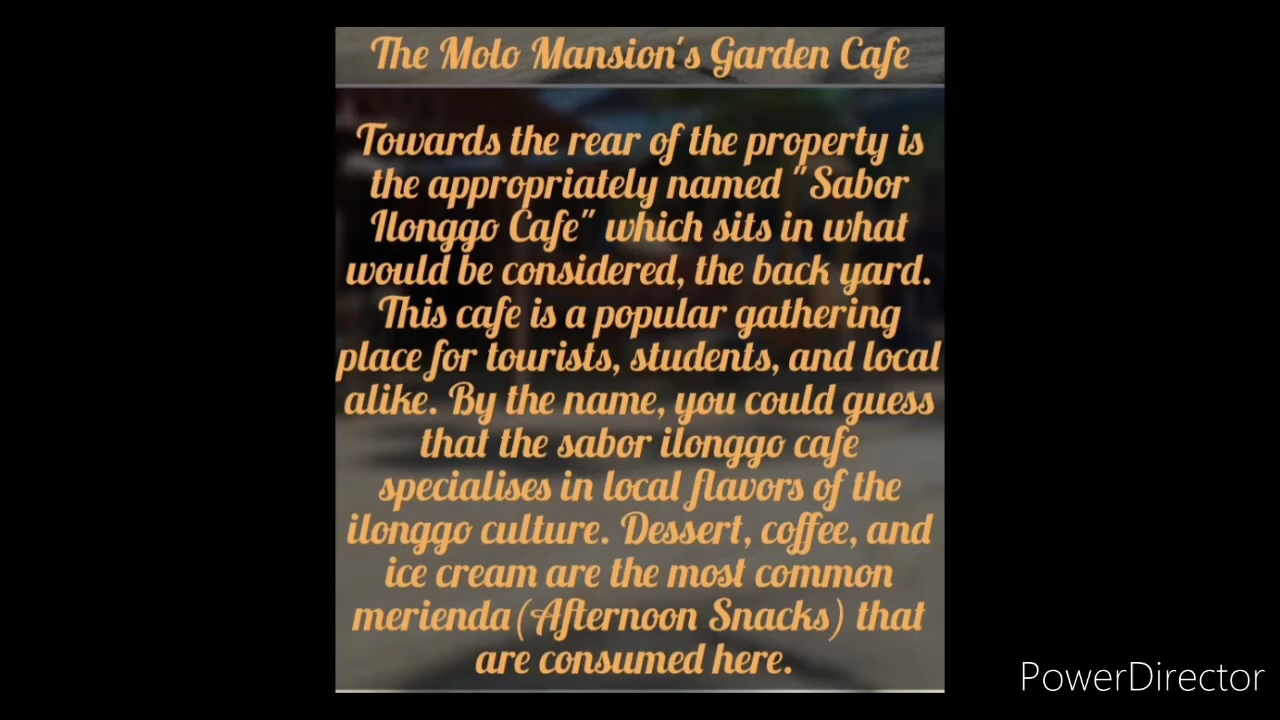 The Molo Mansion's Garden Cafe
Towards the rear of the property is
the appropriately named "Sabor
Ilonggo Cafe" which sits in what
would be considered, the back yard.
This cafe is a popular gathering
place for tourists, students, and local
alike. By the name, you could guess
that the sabor ilonggo cafe
specialises in local flavors of the
ilonggo culture. Dessert, coffee, and
ice cream are the most common
merienda(Afternoon Snacks) that
are consumed here.
PowerDirector